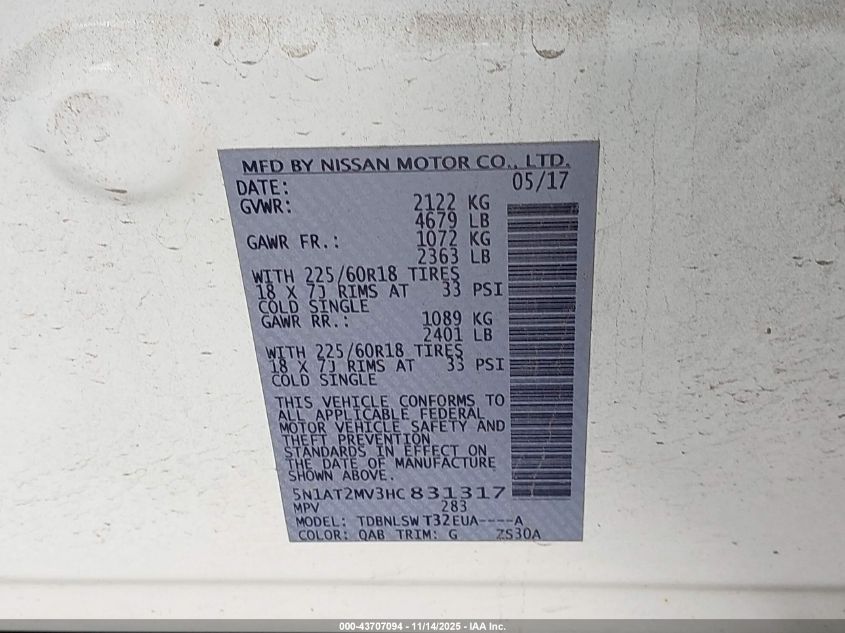 MFD BY NISSAN MOTOR CO., LTD.
DATE: 05/17
GVWR: 2122 KG
4679 LB
GAWR FR.: 1072 KG
2363 LB
WITH 225/60R18 TIRES
18 X 7J RIMS AT 33 PSI
COLD SINGLE
GAWR RR.: 1089 KG
2401 LB
WITH 225/60R18 TIRES
18 X 7J RIMS AT 33 PSI
COLD SINGLE
THIS VEHICLE CONFORMS TO
ALL APPLICABLE FEDERAL
MOTOR VEHICLE SAFETY AND
THEFT PREVENTION
STANDARDS IN EFFECT ON
THE DATE OF MANUFACTURE
SHOWN ABOVE.
5N1AT2MV3HC831317
MPV 283
MODEL: TDBNLSW T32EUA----A
COLOR: QAB TRIM: G ZS30A
000-43707094 - 11/14/2025 - IAA Inc.